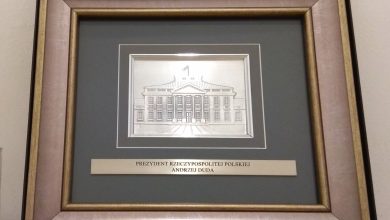 PREZYDENT RZECZYPOSPOLITEJ POLSKIEJ
ANDRZEJ DUDA